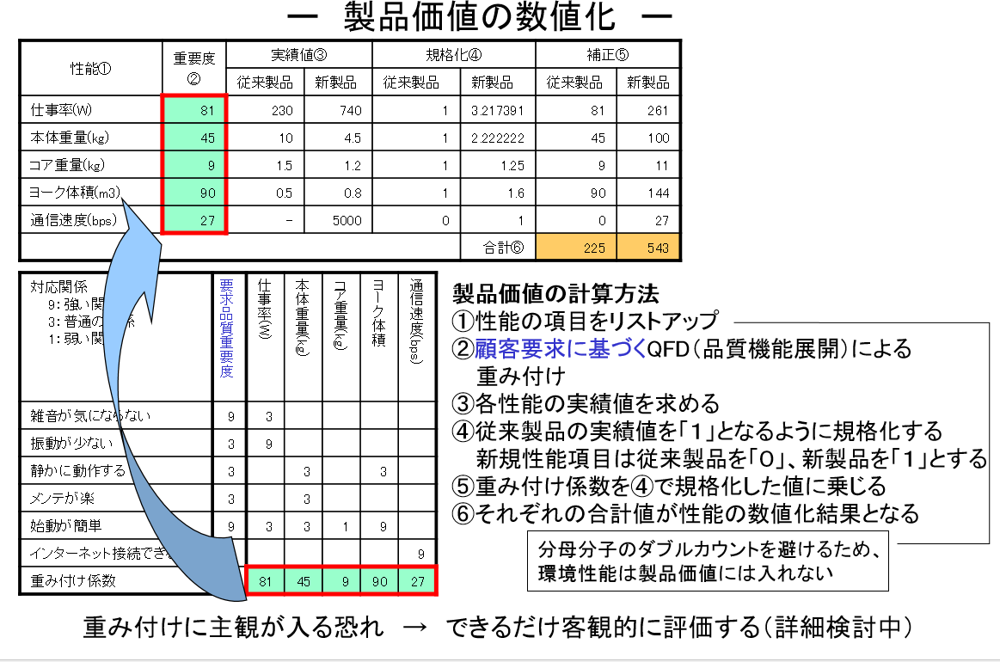 － 製品価値の数値化 －
性能① 重要度② 実績値③ 規格化④ 補正⑤
従来製品 新製品 従来製品 新製品 従来製品 新製品
仕事率(W) 81 230 740 1 3.217391 81 261
本体重量(kg) 45 10 4.5 1 2.222222 45 100
コア重量(kg) 9 1.5 1.2 1 1.25 9 11
ヨーク体積(m3) 90 0.5 0.8 1 1.6 90 144
通信速度(bps) 27 － 5000 0 1 0 27
合計⑥ 225 543
対応関係 要求品質重要度 仕事率(W) 本体重量(kg) コア重量(kg) ヨーク体積 通信速度(bps)
9：強い関
3：普通の 係
1：弱い関
雑音が気にならない 9 3
振動が少ない 3 9
静かに動作する 3 3 3
メンテが楽 3 3
始動が簡単 9 3 3 1 9
インターネット接続でき 9
重み付け係数 81 45 9 90 27
製品価値の計算方法
①性能の項目をリストアップ
②顧客要求に基づくQFD（品質機能展開）による
重み付け
③各性能の実績値を求める
④従来製品の実績値を「１」となるように規格化する
新規性能項目は従来製品を「０」、新製品を「１」とする
⑤重み付け係数を④で規格化した値に乗じる
⑥それぞれの合計値が性能の数値化結果となる
分母分子のダブルカウントを避けるため、
環境性能は製品価値には入れない
重み付けに主観が入る恐れ → できるだけ客観的に評価する（詳細検討中）